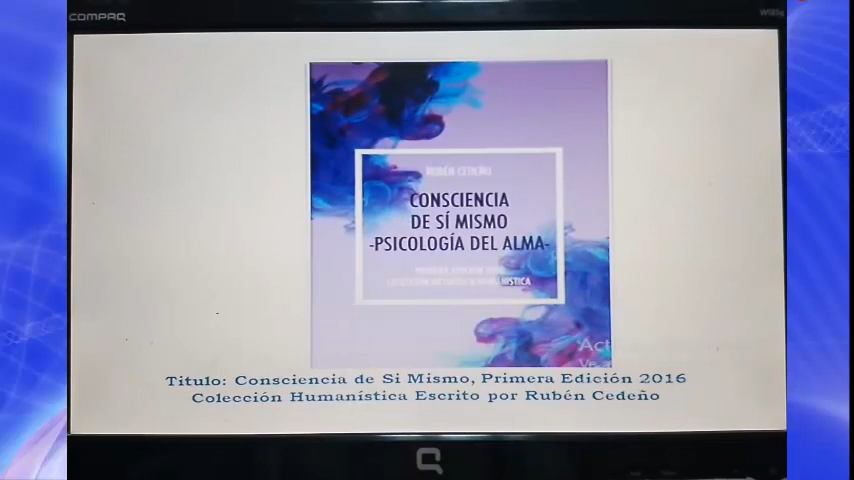 COMPAQ
RUBÉN CEDEÑO
CONSCIENCIA
DE SÍ MISMO
-PSICOLOGÍA DEL ALMA-
Act
Titulo: Consciencia de Si Mismo, Primera Edición 2016
Colección Humanística Escrito por Rubén Cedeño